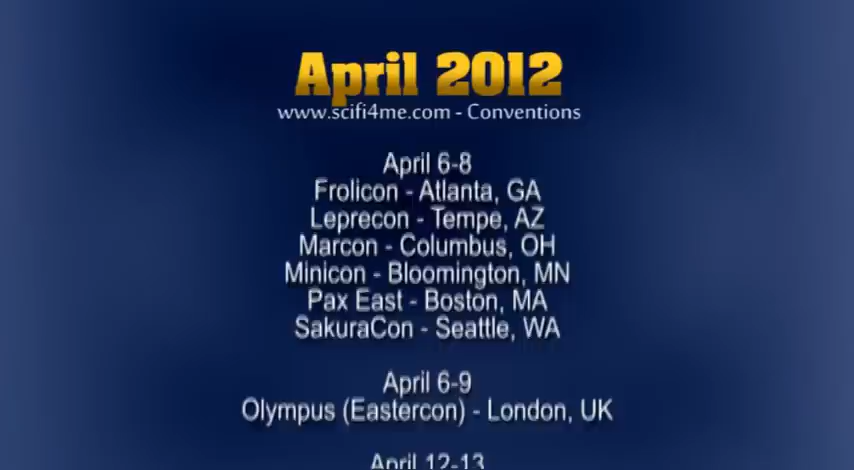 April 2012
www.scifi4me.com - Conventions
April 6-8
Frolicon - Atlanta, GA
Leprecon - Tempe, AZ
Marcon - Columbus, OH
Minicon - Bloomington, MN
Pax East - Boston, MA
SakuraCon - Seattle, WA
April 6-9
Olympus (Eastercon) - London, UK
April 12-13